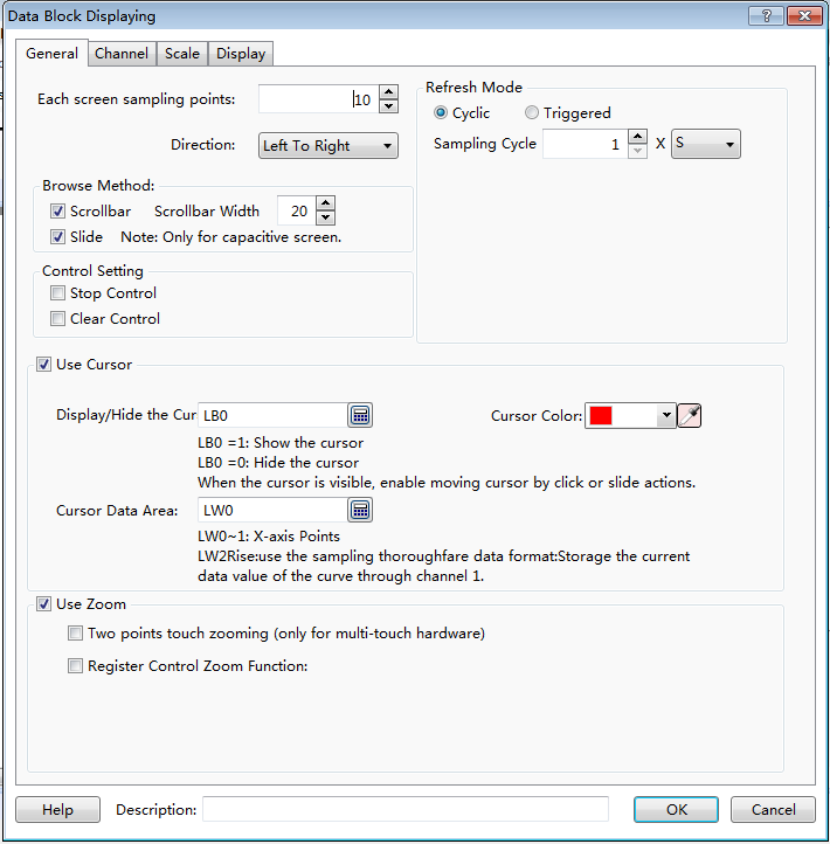 Data Block Displaying
General Channel Scale Display
Each screen sampling points: 10
Direction: Left To Right
Refresh Mode
Cyclic Triggered
Sampling Cycle 1 X S
Browse Method:
Scrollbar Scrollbar Width 20
Slide Note: Only for capacitive screen.
Control Setting
Stop Control
Clear Control
Use Cursor
Display/Hide the Cur LB0 Cursor Color:
LB0 =1: Show the cursor
LB0 =0: Hide the cursor
When the cursor is visible, enable moving cursor by click or slide actions.
Cursor Data Area: LW0
LW0~1: X-axis Points
LW2Rise:use the sampling thoroughfare data format:Storage the current
data value of the curve through channel 1.
Use Zoom
Two points touch zooming (only for multi-touch hardware)
Register Control Zoom Function:
Help Description: OK Cancel